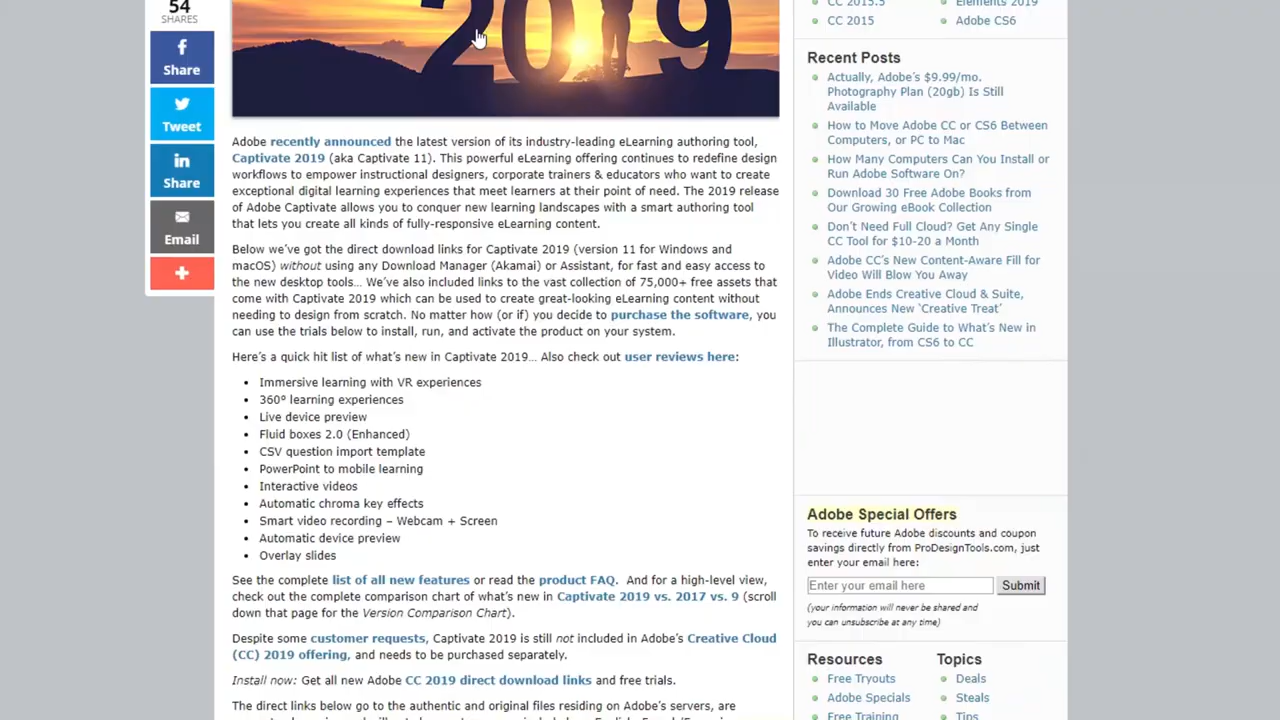 54
SHARES
Share
Tweet
Share
Email
2019
Adobe recently announced the latest version of its industry-leading eLearning authoring tool,
Captivate 2019 (aka Captivate 11). This powerful eLearning offering continues to redefine design
workflows to empower instructional designers, corporate trainers & educators who want to create
exceptional digital learning experiences that meet learners at their point of need. The 2019 release
of Adobe Captivate allows you to conquer new learning landscapes with a smart authoring tool
that lets you create all kinds of fully-responsive eLearning content.
Below we've got the direct download links for Captivate 2019 (version 11 for Windows and
macOS) without using any Download Manager (Akamai) or Assistant, for fast and easy access to
the new desktop tools… We've also included links to the vast collection of 75,000+ free assets that
come with Captivate 2019 which can be used to create great-looking eLearning content without
needing to design from scratch. No matter how (or if) you decide to purchase the software, you
can use the trials below to install, run, and activate the product on your system.
Here's a quick hit list of what's new in Captivate 2019… Also check out user reviews here:
• Immersive learning with VR experiences
• 360º learning experiences
• Live device preview
• Fluid boxes 2.0 (Enhanced)
• CSV question import template
• PowerPoint to mobile learning
• Interactive videos
• Automatic chroma key effects
• Smart video recording – Webcam + Screen
• Automatic device preview
• Overlay slides
See the complete list of all new features or read the product FAQ. And for a high-level view,
check out the complete comparison chart of what's new in Captivate 2019 vs. 2017 vs. 9 (scroll
down that page for the Version Comparison Chart).
Despite some customer requests, Captivate 2019 is still not included in Adobe's Creative Cloud
(CC) 2019 offering, and needs to be purchased separately.
Install now: Get all new Adobe CC 2019 direct download links and free trials.
The direct links below go to the authentic and original files residing on Adobe's servers, are
CC 2015.5
Elements 2019
CC 2015
Adobe CS6
Recent Posts
Actually, Adobe's $9.99/mo.
Photography Plan (20gb) Is Still
Available
How to Move Adobe CC or CS6 Between
Computers, or PC to Mac
How Many Computers Can You Install or
Run Adobe Software On?
Download 30 Free Adobe Books from
Our Growing eBook Collection
Don't Need Full Cloud? Get Any Single
CC Tool for $10-20 a Month
Adobe CC's New Content-Aware Fill for
Video Will Blow You Away
Adobe Ends Creative Cloud & Suite,
Announces New 'Creative Treat'
The Complete Guide to What's New in
Illustrator, from CS6 to CC
Adobe Special Offers
To receive future Adobe discounts and coupon
savings directly from ProDesignTools.com, just
enter your email here:
Enter your email here
Submit
(your information will never be shared and
you can unsubscribe at any time)
Resources
Topics
Free Tryouts
Deals
Adobe Specials
Steals
Free Training
Tips